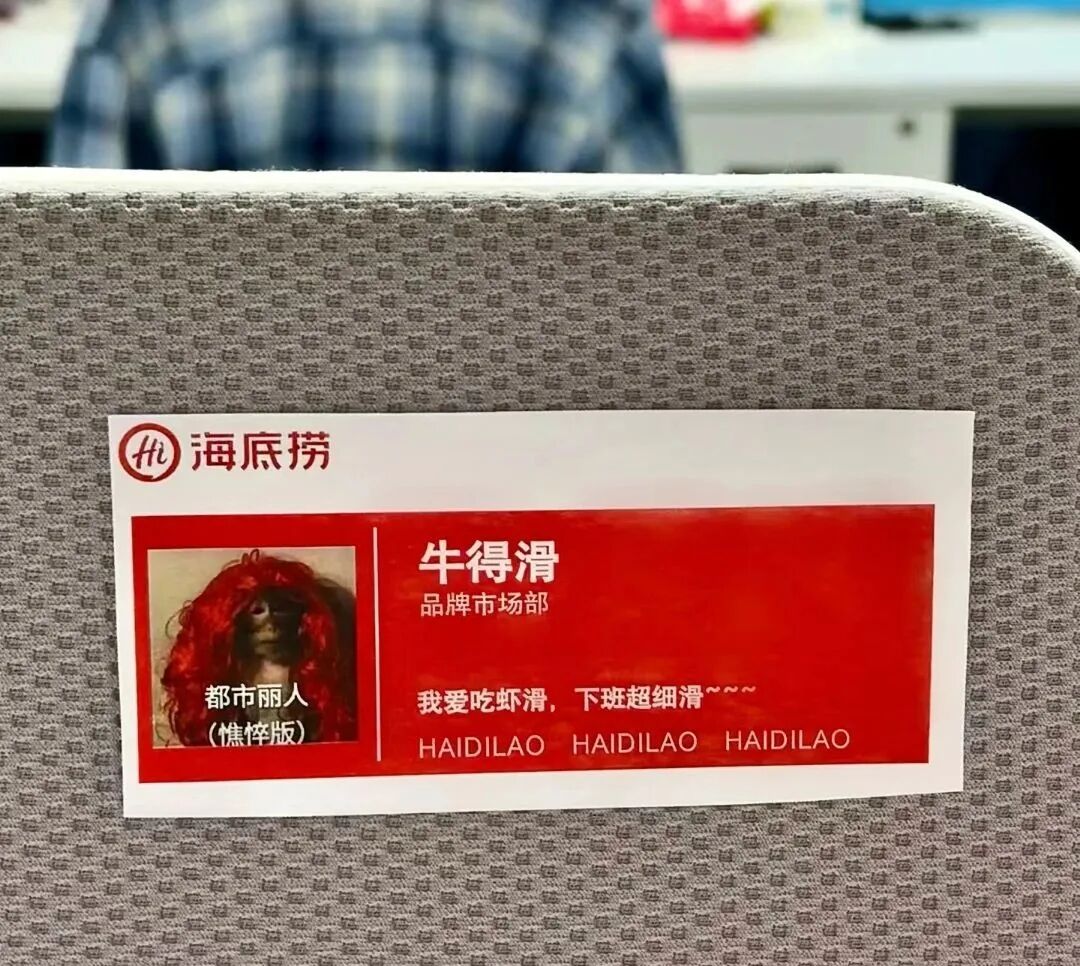 Hi 海底捞
牛得滑
品牌市场部
都市丽人
（憔悴版）
我爱吃虾滑，下班超细滑~~~
HAIDILAO HAIDILAO HAIDILAO